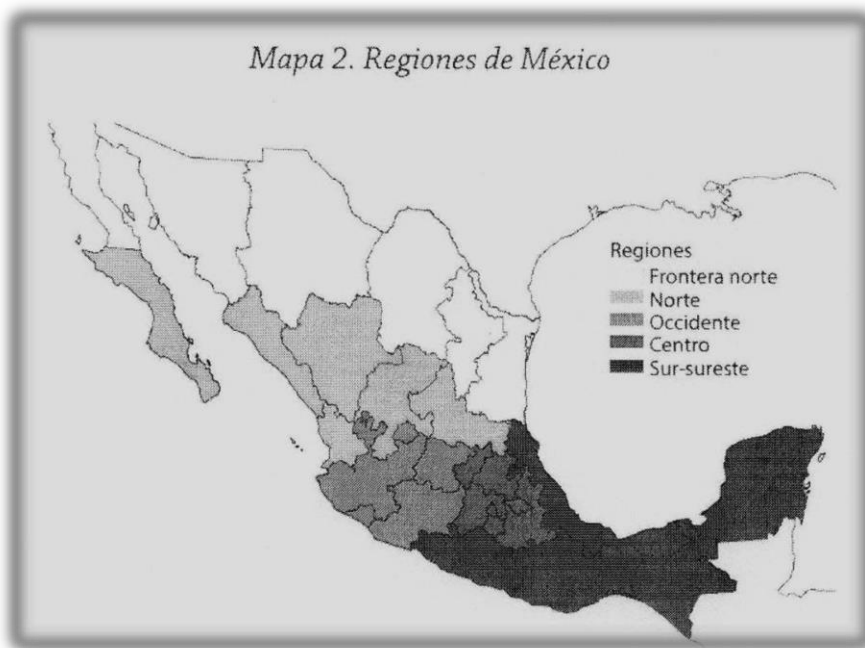 Mapa 2. Regiones de México
Regiones
Frontera norte
Norte
Occidente
Centro
Sur-sureste